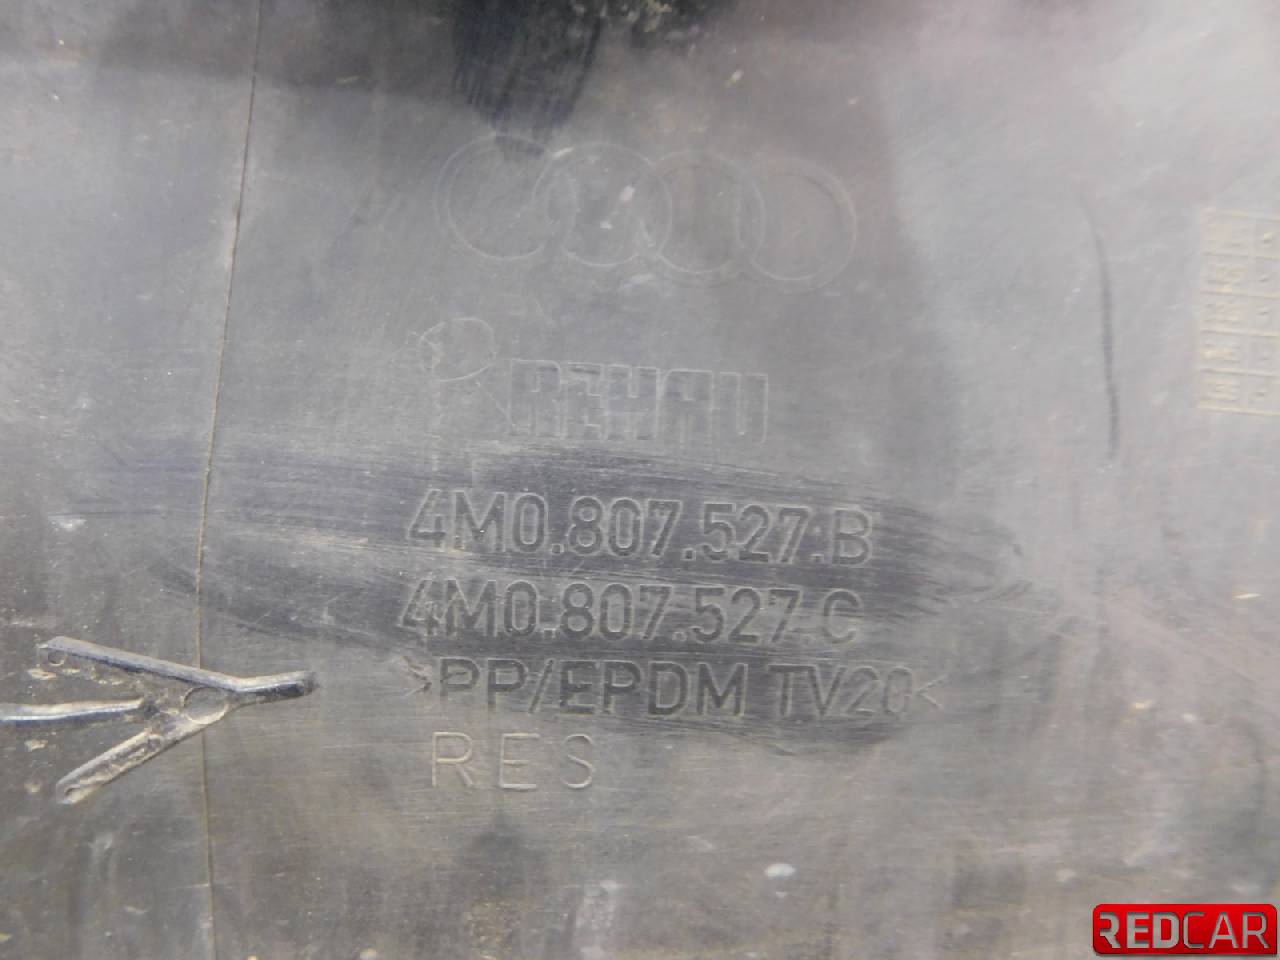 REHAU
4M0.807.527.B
4M0.807.527.C
>PP/EPDM TV20<
RES
REDCAR